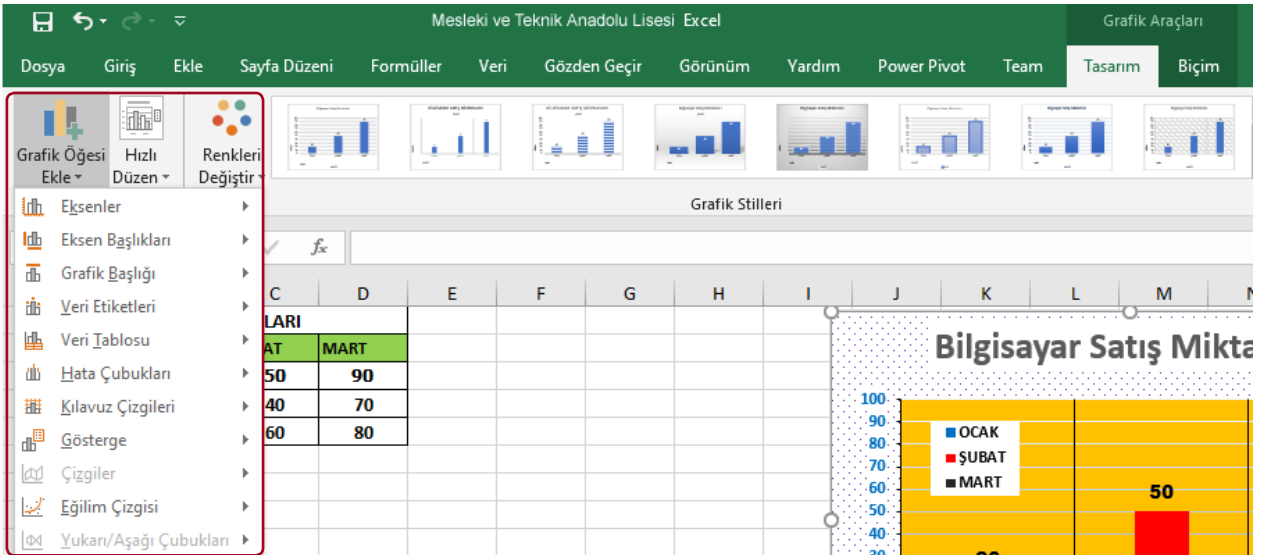 Mesleki ve Teknik Anadolu Lisesi Excel
Grafik Araçları
Dosya Giriş Ekle Sayfa Düzeni Formüller Veri Gözden Geçir Görünüm Yardım Power Pivot Team Tasarım Biçim
Grafik Öğesi Ekle
Hızlı Düzen
Renkleri Değiştir
Grafik Stilleri
Eksenler
Eksen Başlıkları
Grafik Başlığı
Veri Etiketleri
Veri Tablosu
Hata Çubukları
Kılavuz Çizgileri
Gösterge
Çizgiler
Eğilim Çizgisi
Yukarı/Aşağı Çubukları
fx
C D E F G H I J K L M
LARI
AT MART
50 90
40 70
60 80
Bilgisayar Satış Mikta
100
90
80
70
60
50
40
OCAK
ŞUBAT
MART
50